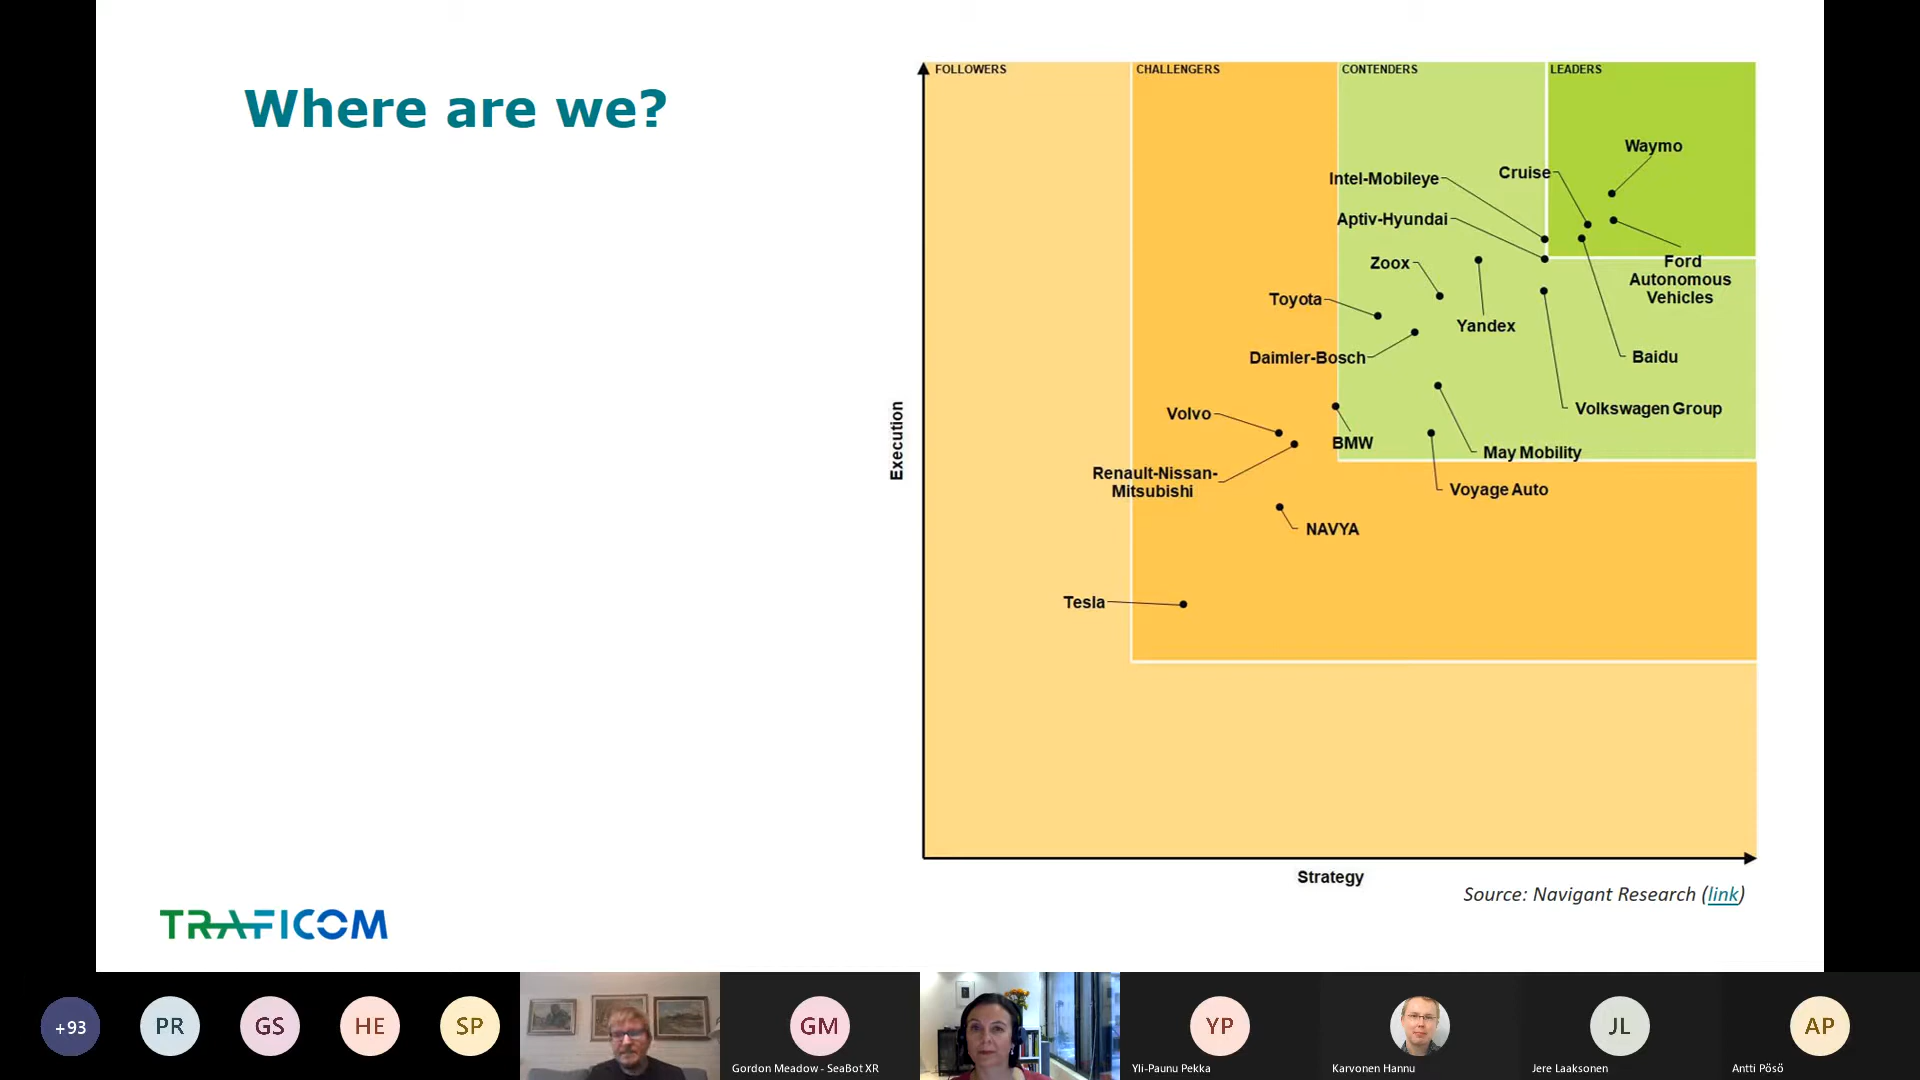 Where are we?
FOLLOWERS
CHALLENGERS
CONTENDERS
LEADERS
Waymo
Cruise
Intel-Mobileye
Aptiv-Hyundai
Zoox
Ford
Autonomous
Vehicles
Toyota
Yandex
Daimler-Bosch
Baidu
Volvo
Volkswagen Group
BMW
May Mobility
Renault-Nissan-
Mitsubishi
Voyage Auto
NAVYA
Tesla
Execution
Strategy
Source: Navigant Research (link)
TRAFICOM
+93
PR
GS
HE
SP
GM
Gordon Meadow - SeaBot XR
YP
Yli-Paunu Pekka
Karvonen Hannu
JL
Jere Laaksonen
AP
Antti Pösö